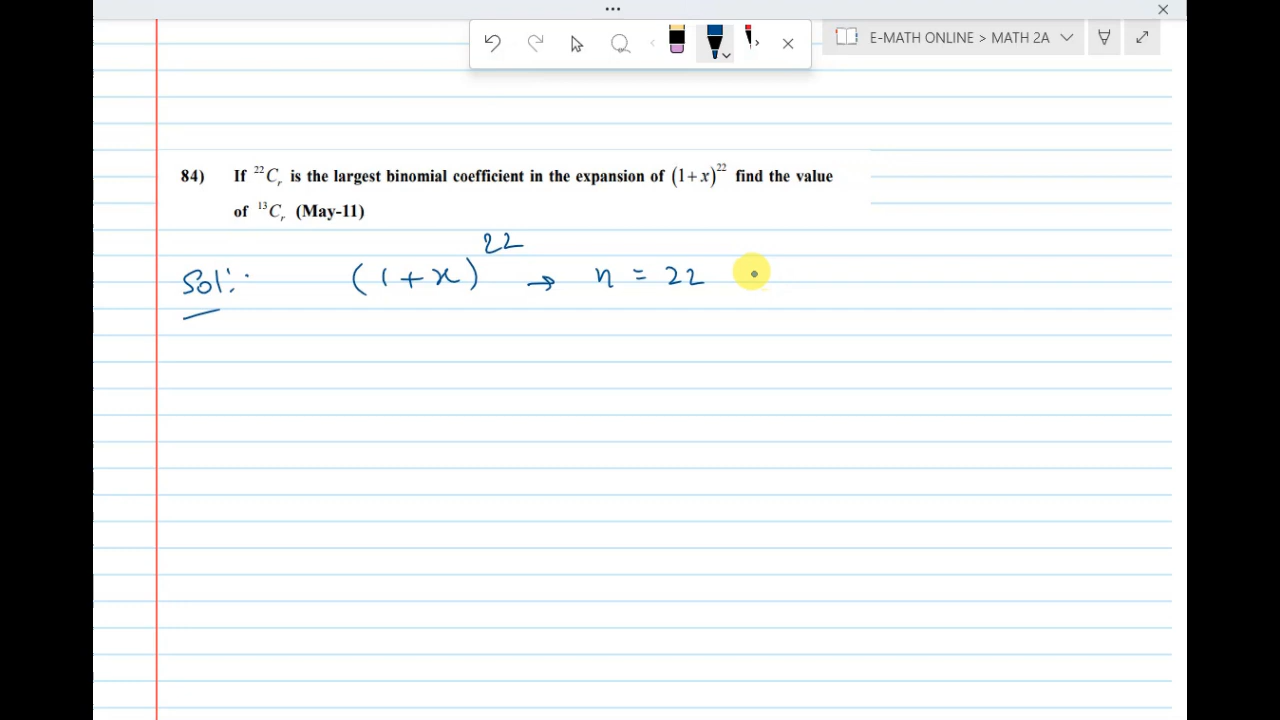 E-MATH ONLINE > MATH 2A
84) If ²²Cᵣ is the largest binomial coefficient in the expansion of (1+x)²² find the value
of ¹³Cᵣ (May-11)
Sol:- (1+x)²² → n = 22